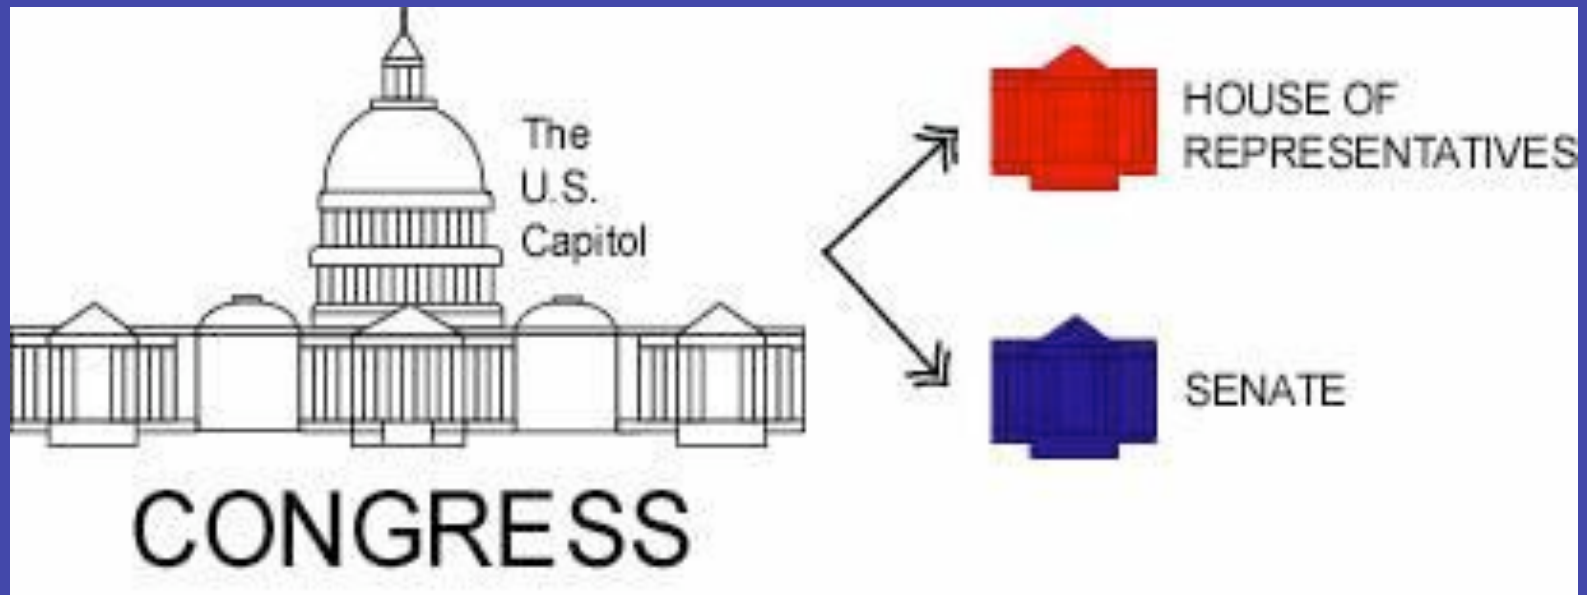 The
U.S.
Capitol
CONGRESS
HOUSE OF
REPRESENTATIVES
SENATE